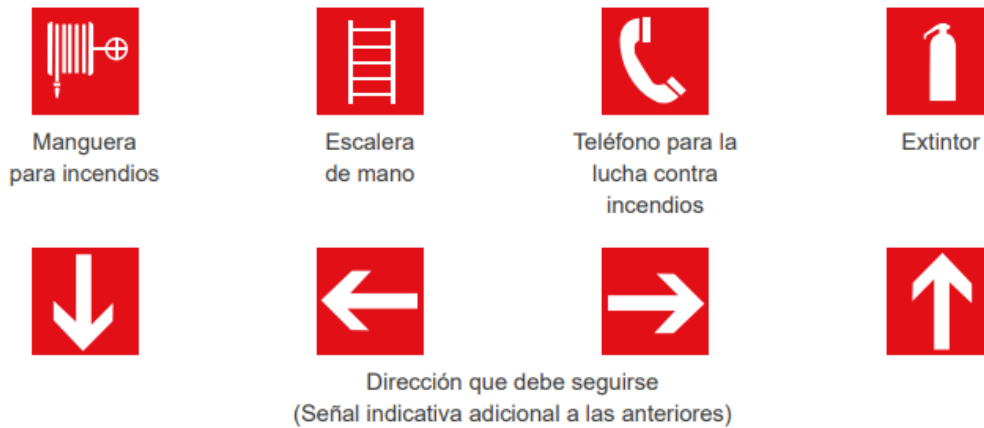 Manguera
para incendios
Escalera
de mano
Teléfono para la
lucha contra
incendios
Extintor
Dirección que debe seguirse
(Señal indicativa adicional a las anteriores)